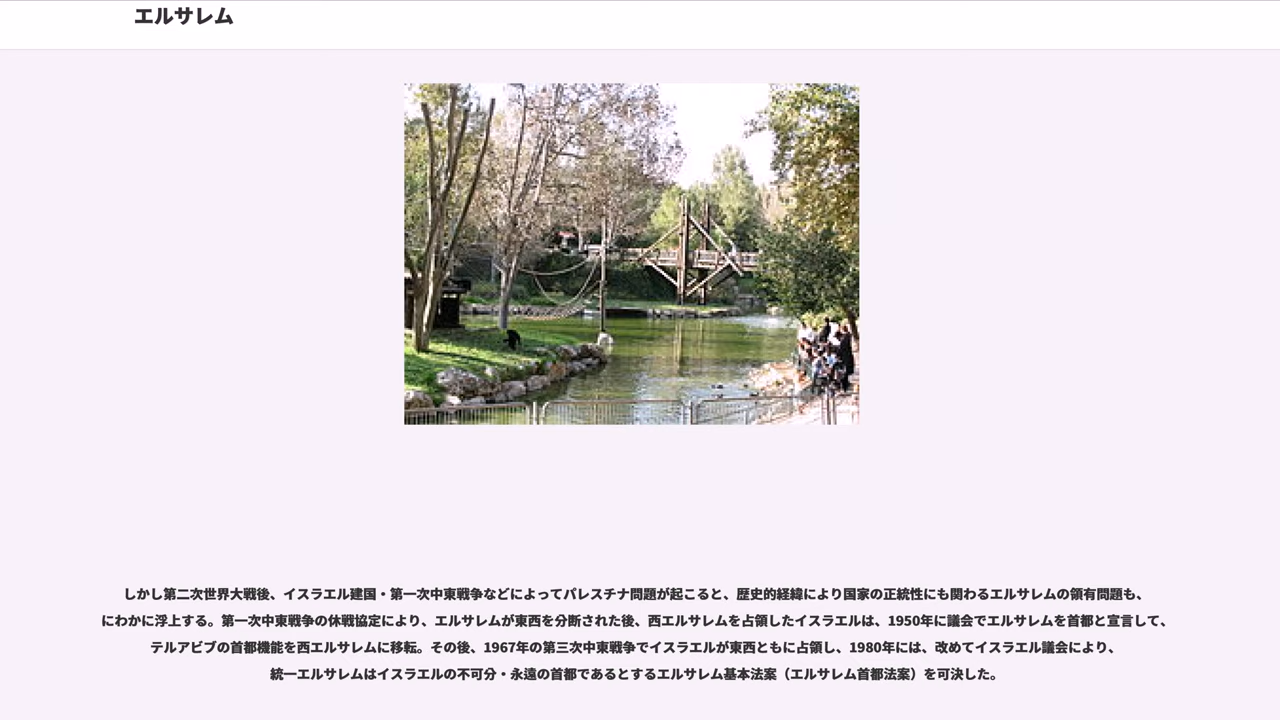 エルサレム
しかし第二次世界大戦後、イスラエル建国・第一次中東戦争などによってパレスチナ問題が起こると、歴史的経緯により国家の正統性にも関わるエルサレムの領有問題も、
にわかに浮上する。第一次中東戦争の休戦協定により、エルサレムが東西を分断された後、西エルサレムを占領したイスラエルは、1950年に議会でエルサレムを首都と宣言して、
テルアビブの首都機能を西エルサレムに移転。その後、1967年の第三次中東戦争でイスラエルが東西ともに占領し、1980年には、改めてイスラエル議会により、
統一エルサレムはイスラエルの不可分・永遠の首都であるとするエルサレム基本法案（エルサレム首都法案）を可決した。